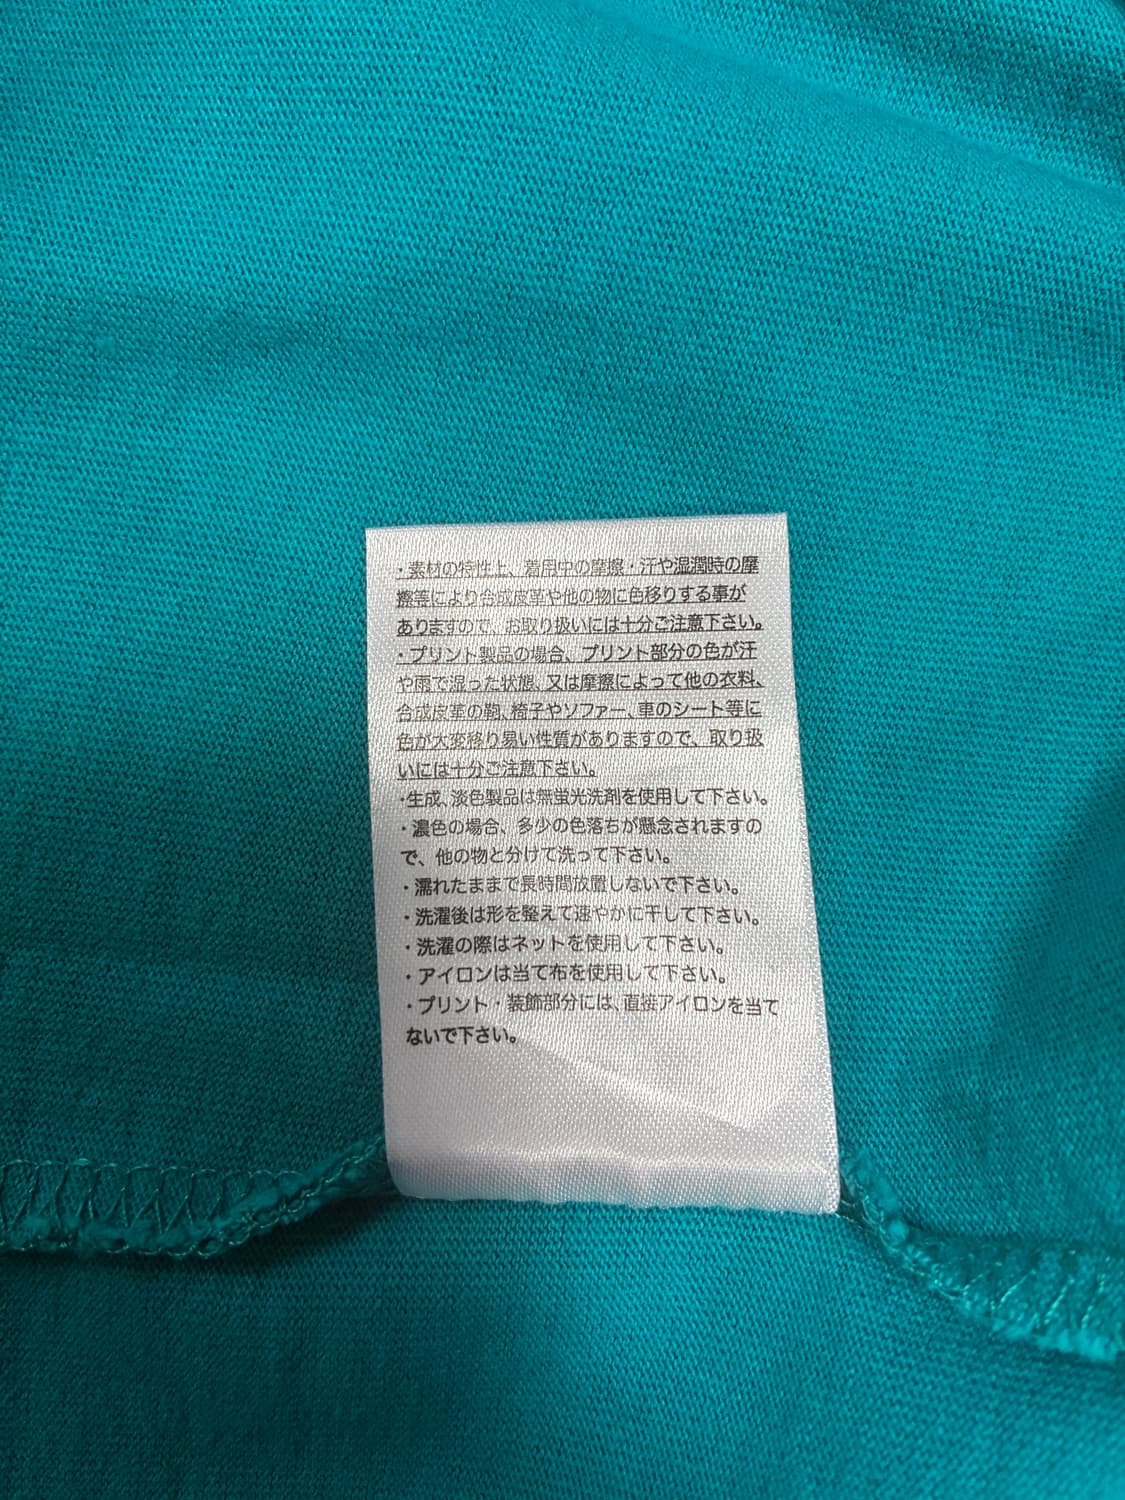 ・素材の特性上、着用中の摩擦・汗や湿潤時の摩
擦等により合成皮革や他の物に色移りする事が
ありますので、お取り扱いには十分ご注意下さい。
・プリント製品の場合、プリント部分の色が汗
や雨で湿った状態、又は摩擦によって他の衣料、
合成皮革の鞄、椅子やソファー、車のシート等に
色が大変移り易い性質がありますので、取り扱
いには十分ご注意下さい。
・生成、淡色製品は無蛍光洗剤を使用して下さい。
・濃色の場合、多少の色落ちが懸念されますの
で、他の物と分けて洗って下さい。
・濡れたままで長時間放置しないで下さい。
・洗濯後は形を整えて速やかに干して下さい。
・洗濯の際はネットを使用して下さい。
・アイロンは当て布を使用して下さい。
・プリント・装飾部分には、直接アイロンを当て
ないで下さい。